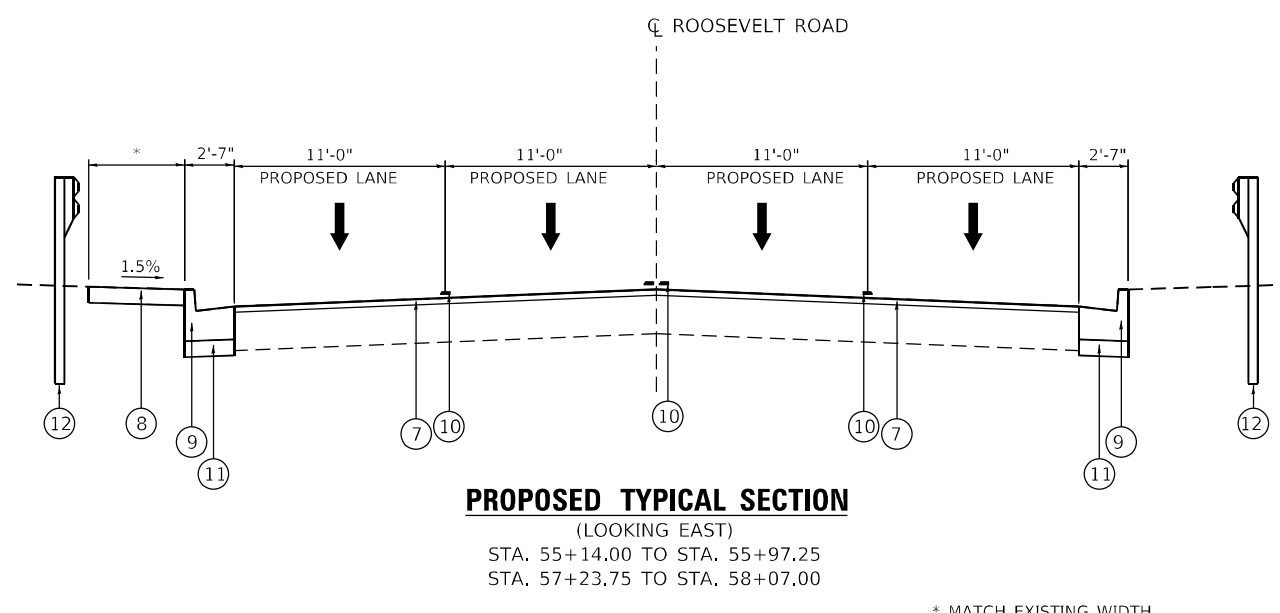 ℄ ROOSEVELT ROAD
* 2'-7" 11'-0" 11'-0" 11'-0" 11'-0" 2'-7"
PROPOSED LANE PROPOSED LANE PROPOSED LANE PROPOSED LANE
1.5%
12 8 9 11 7 10 10 10 7 11 9 12
PROPOSED TYPICAL SECTION
(LOOKING EAST)
STA. 55+14.00 TO STA. 55+97.25
STA. 57+23.75 TO STA. 58+07.00
* MATCH EXISTING WIDTH